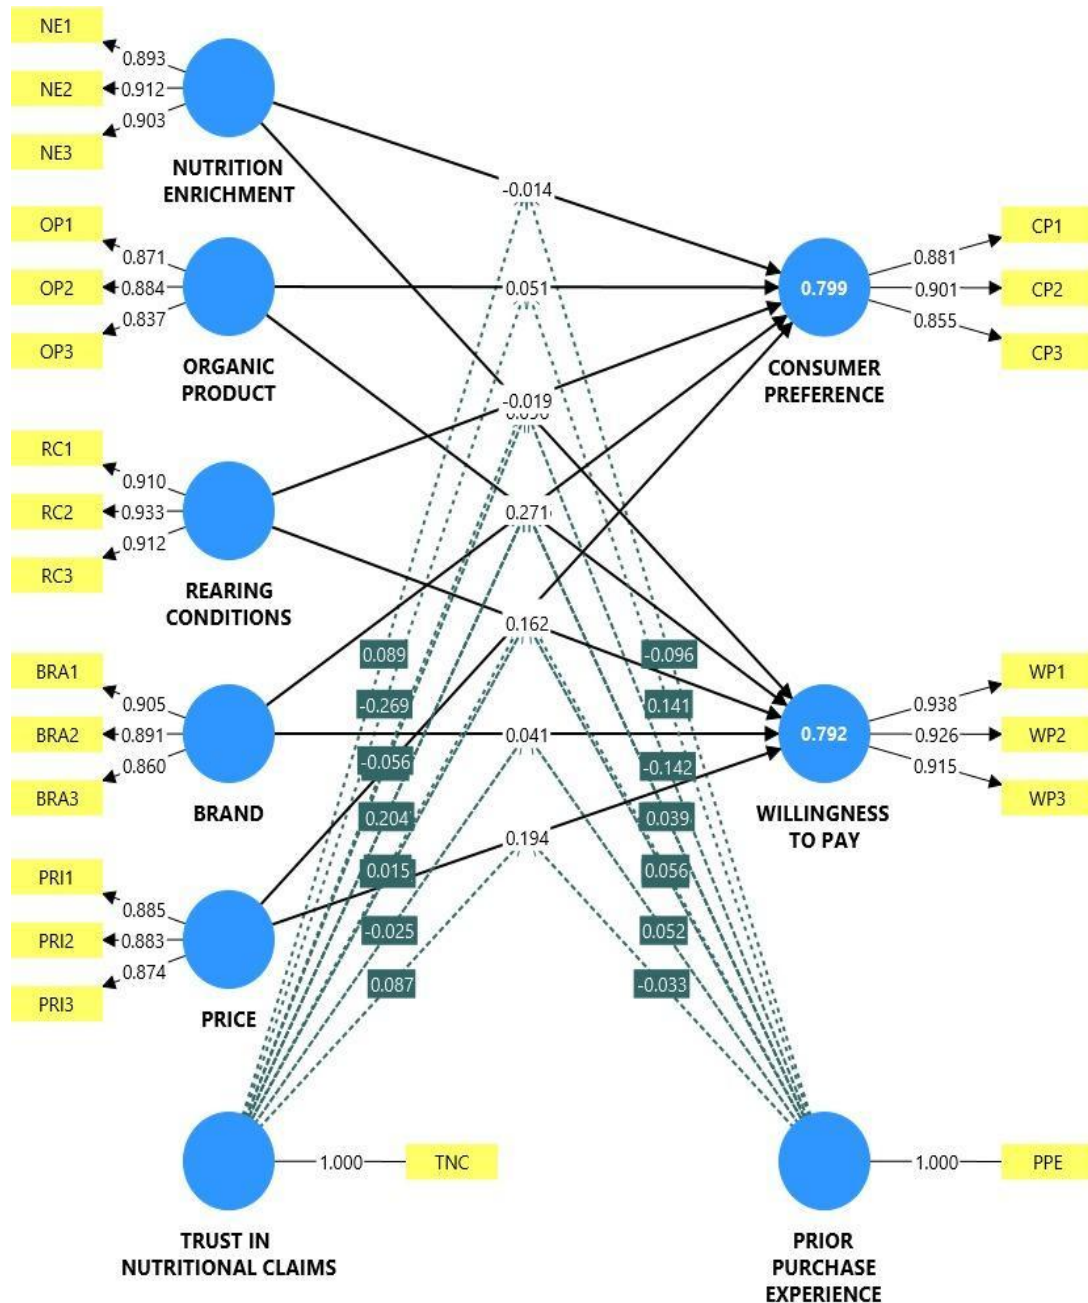 NE1
0.893
NE2
0.912
NE3
0.903
NUTRITION
ENRICHMENT
OP1
0.871
OP2
0.884
OP3
0.837
ORGANIC
PRODUCT
RC1
0.910
RC2
0.933
RC3
0.912
REARING
CONDITIONS
BRA1
0.905
BRA2
0.891
BRA3
0.860
BRAND
PRI1
0.885
PRI2
0.883
PRI3
0.874
PRICE
-0.014
0.051
-0.019
0.271
0.162
0.041
0.194
0.089
-0.269
-0.056
0.204
0.015
-0.025
0.087
-0.096
0.141
-0.142
0.039
0.056
0.052
-0.033
0.799
CONSUMER
PREFERENCE
CP1
0.881
CP2
0.901
CP3
0.855
0.792
WILLINGNESS
TO PAY
WP1
0.938
WP2
0.926
WP3
0.915
1.000
TNC
TRUST IN
NUTRITIONAL CLAIMS
1.000
PPE
PRIOR
PURCHASE
EXPERIENCE